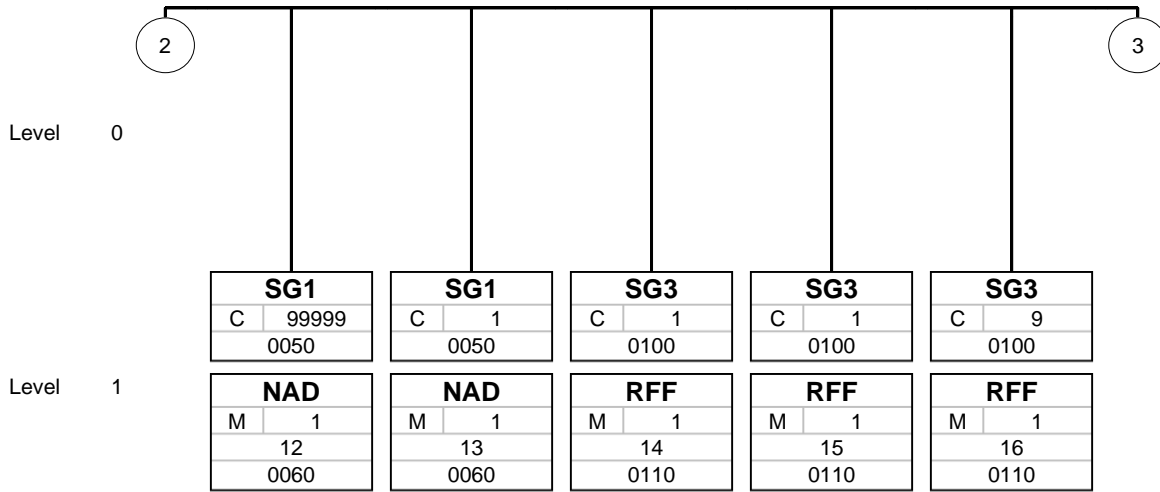 2 3
Level 0
SG1 SG1 SG3 SG3 SG3
C 99999 C 1 C 1 C 1 C 9
0050 0050 0100 0100 0100
Level 1
NAD NAD RFF RFF RFF
M 1 M 1 M 1 M 1 M 1
12 13 14 15 16
0060 0060 0110 0110 0110